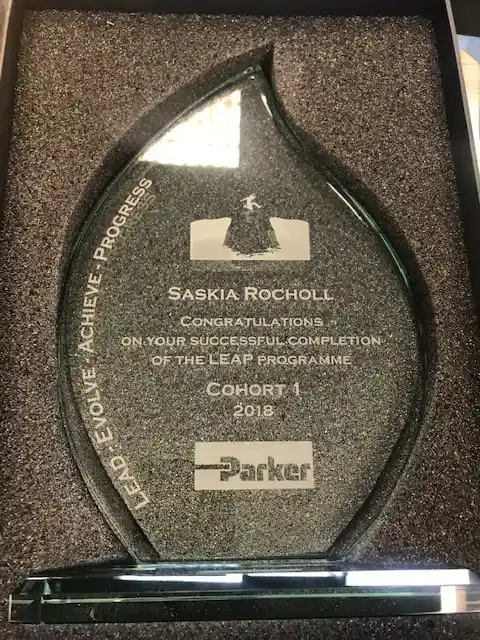 LEAD - EVOLVE - ACHIEVE - PROGRESS
SASKIA ROCHOLL
CONGRATULATIONS
ON YOUR SUCCESSFUL COMPLETION
OF THE LEAP PROGRAMME
COHORT 1
2018
Parker